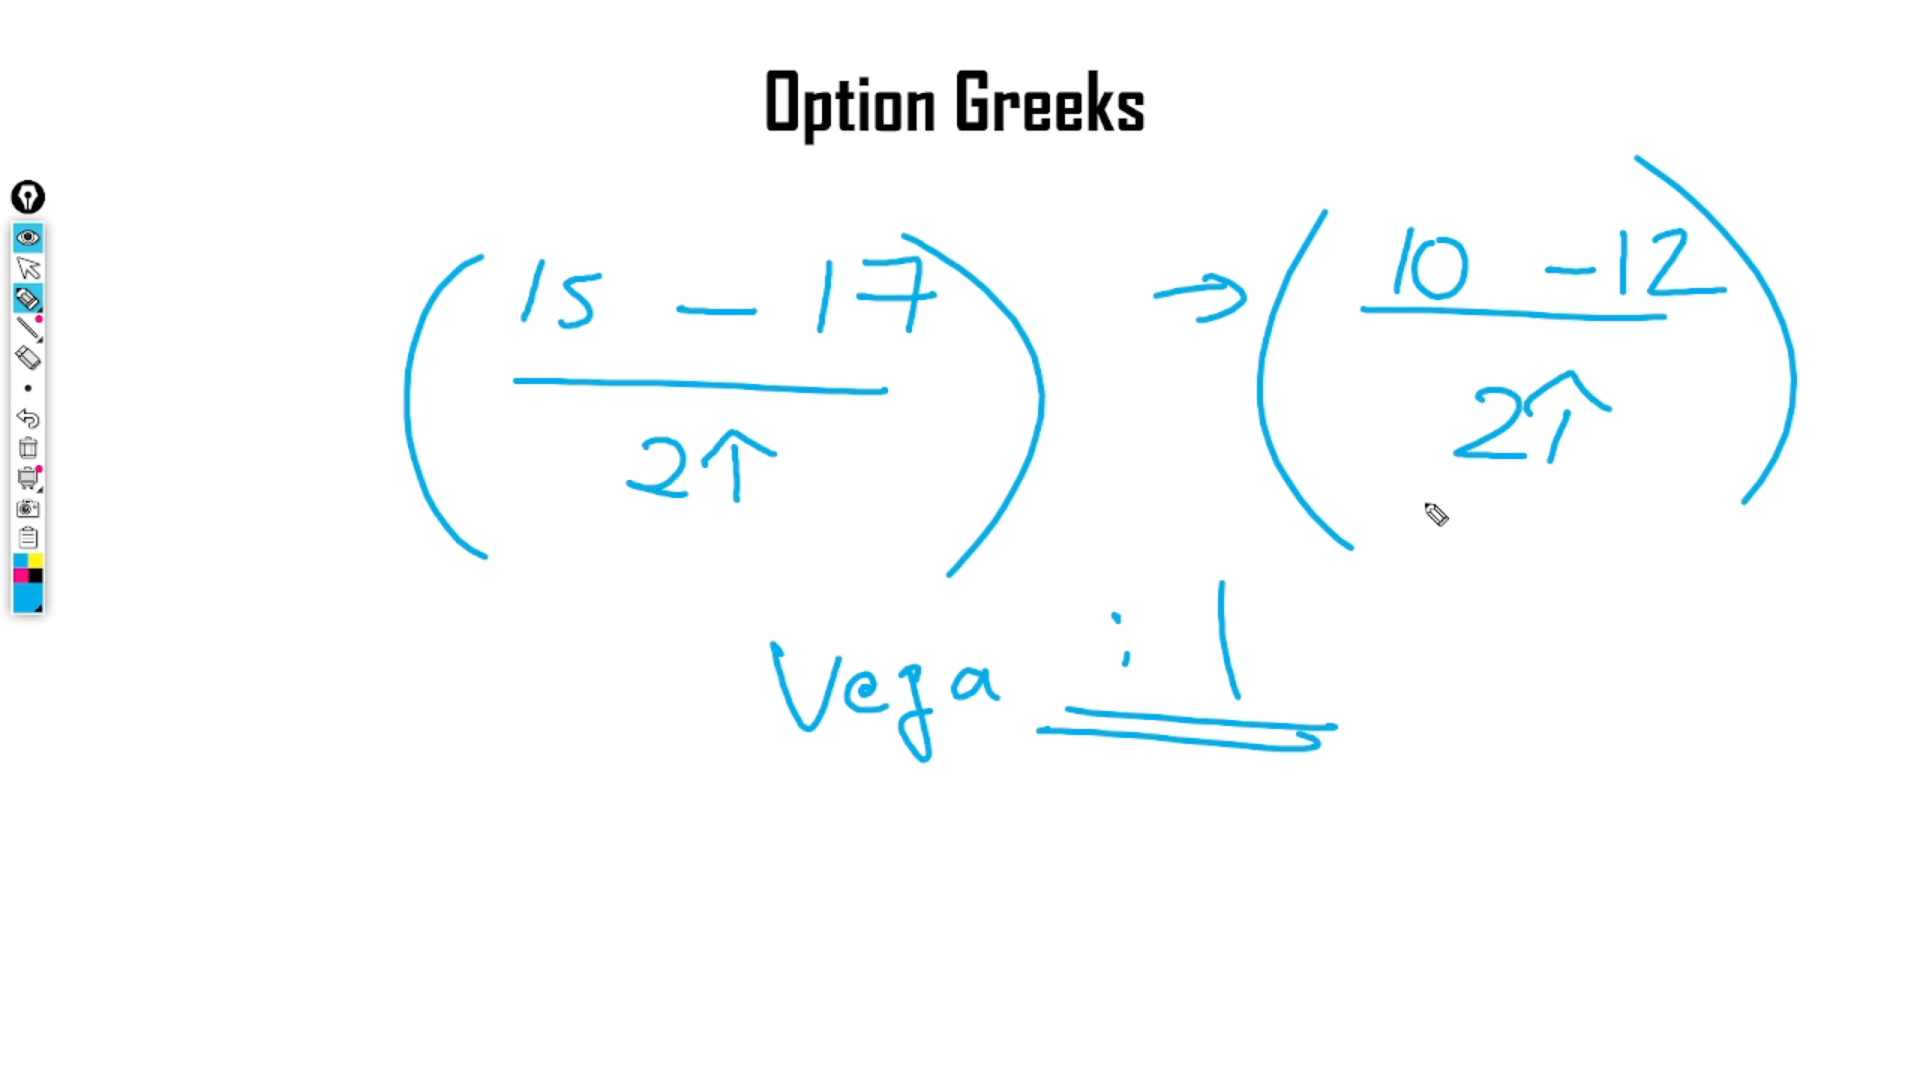 Option Greeks
15 – 17 → 10 – 12
2↑ 2↑
Vega : 1